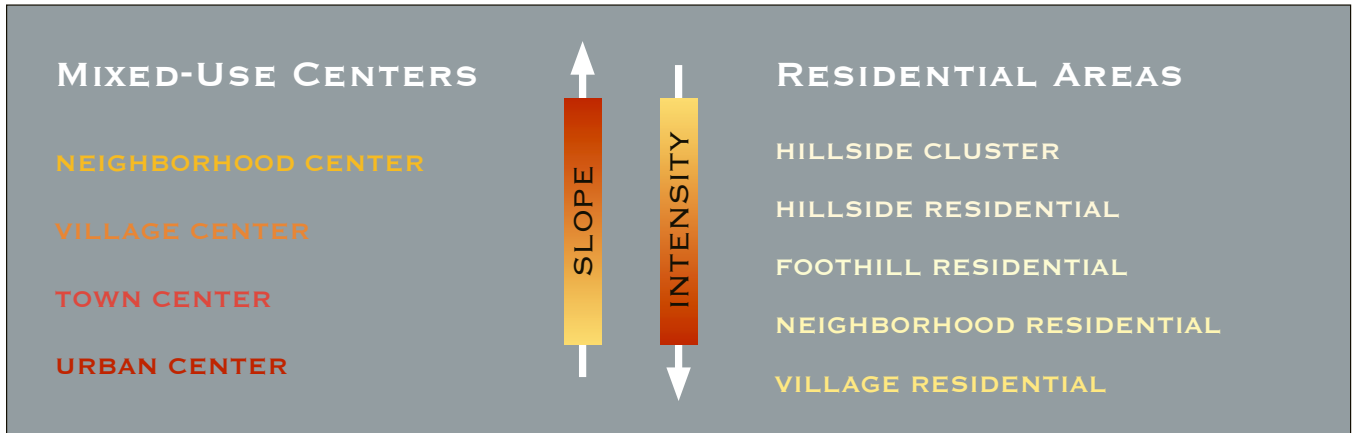 Mixed-Use Centers
NEIGHBORHOOD CENTER
VILLAGE CENTER
TOWN CENTER
URBAN CENTER
SLOPE
INTENSITY
Residential Areas
HILLSIDE CLUSTER
HILLSIDE RESIDENTIAL
FOOTHILL RESIDENTIAL
NEIGHBORHOOD RESIDENTIAL
VILLAGE RESIDENTIAL